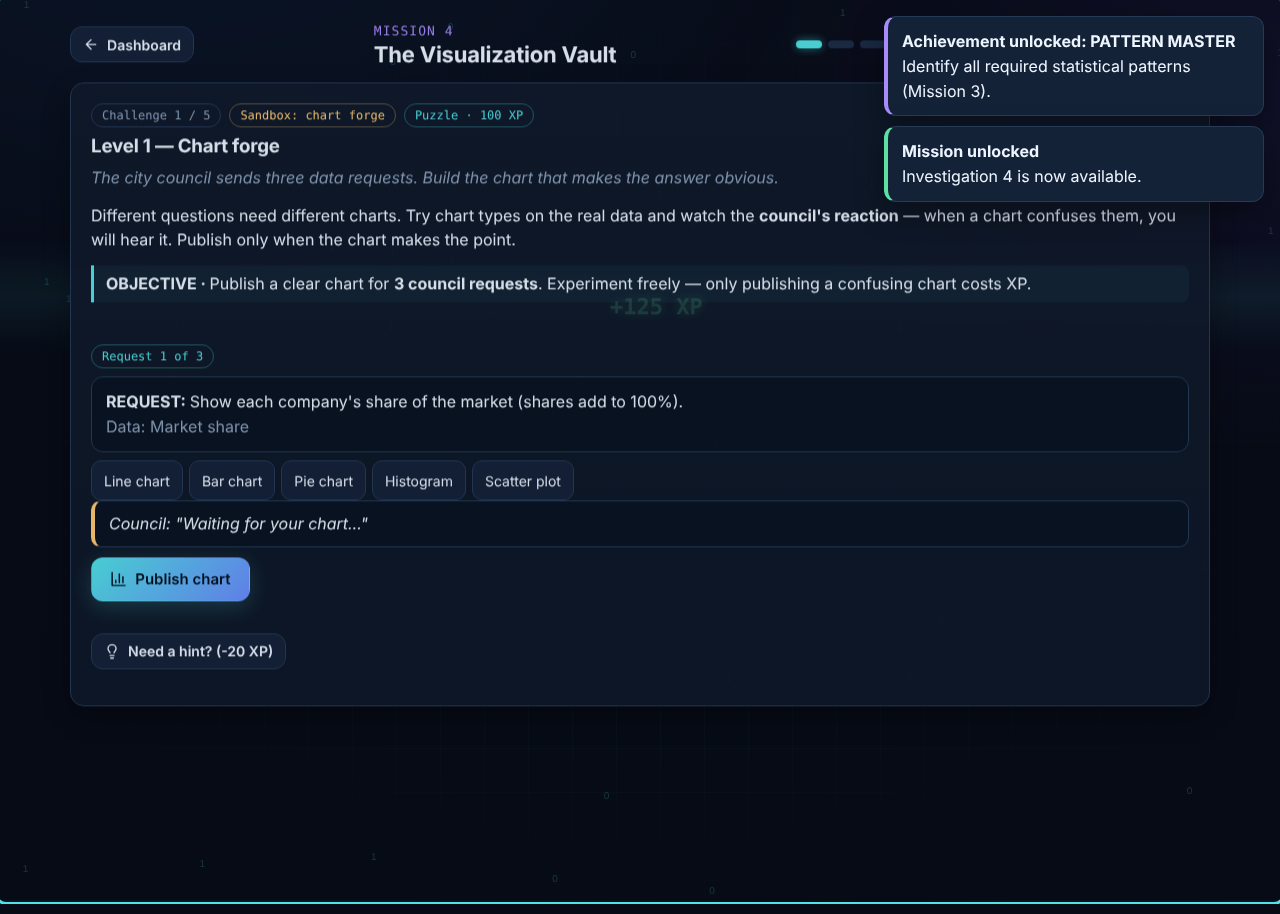 Dashboard
MISSION 4
The Visualization Vault
Achievement unlocked: PATTERN MASTER
Identify all required statistical patterns
(Mission 3).
Mission unlocked
Investigation 4 is now available.
Challenge 1 / 5
Sandbox: chart forge
Puzzle · 100 XP
Level 1 — Chart forge
The city council sends three data requests. Build the chart that makes the answer obvious.
Different questions need different charts. Try chart types on the real data and watch the council's reaction — when a chart confuses them, you
will hear it. Publish only when the chart makes the point.
OBJECTIVE · Publish a clear chart for 3 council requests. Experiment freely — only publishing a confusing chart costs XP.
+125 XP
Request 1 of 3
REQUEST: Show each company's share of the market (shares add to 100%).
Data: Market share
Line chart
Bar chart
Pie chart
Histogram
Scatter plot
Council: "Waiting for your chart…"
Publish chart
Need a hint? (-20 XP)